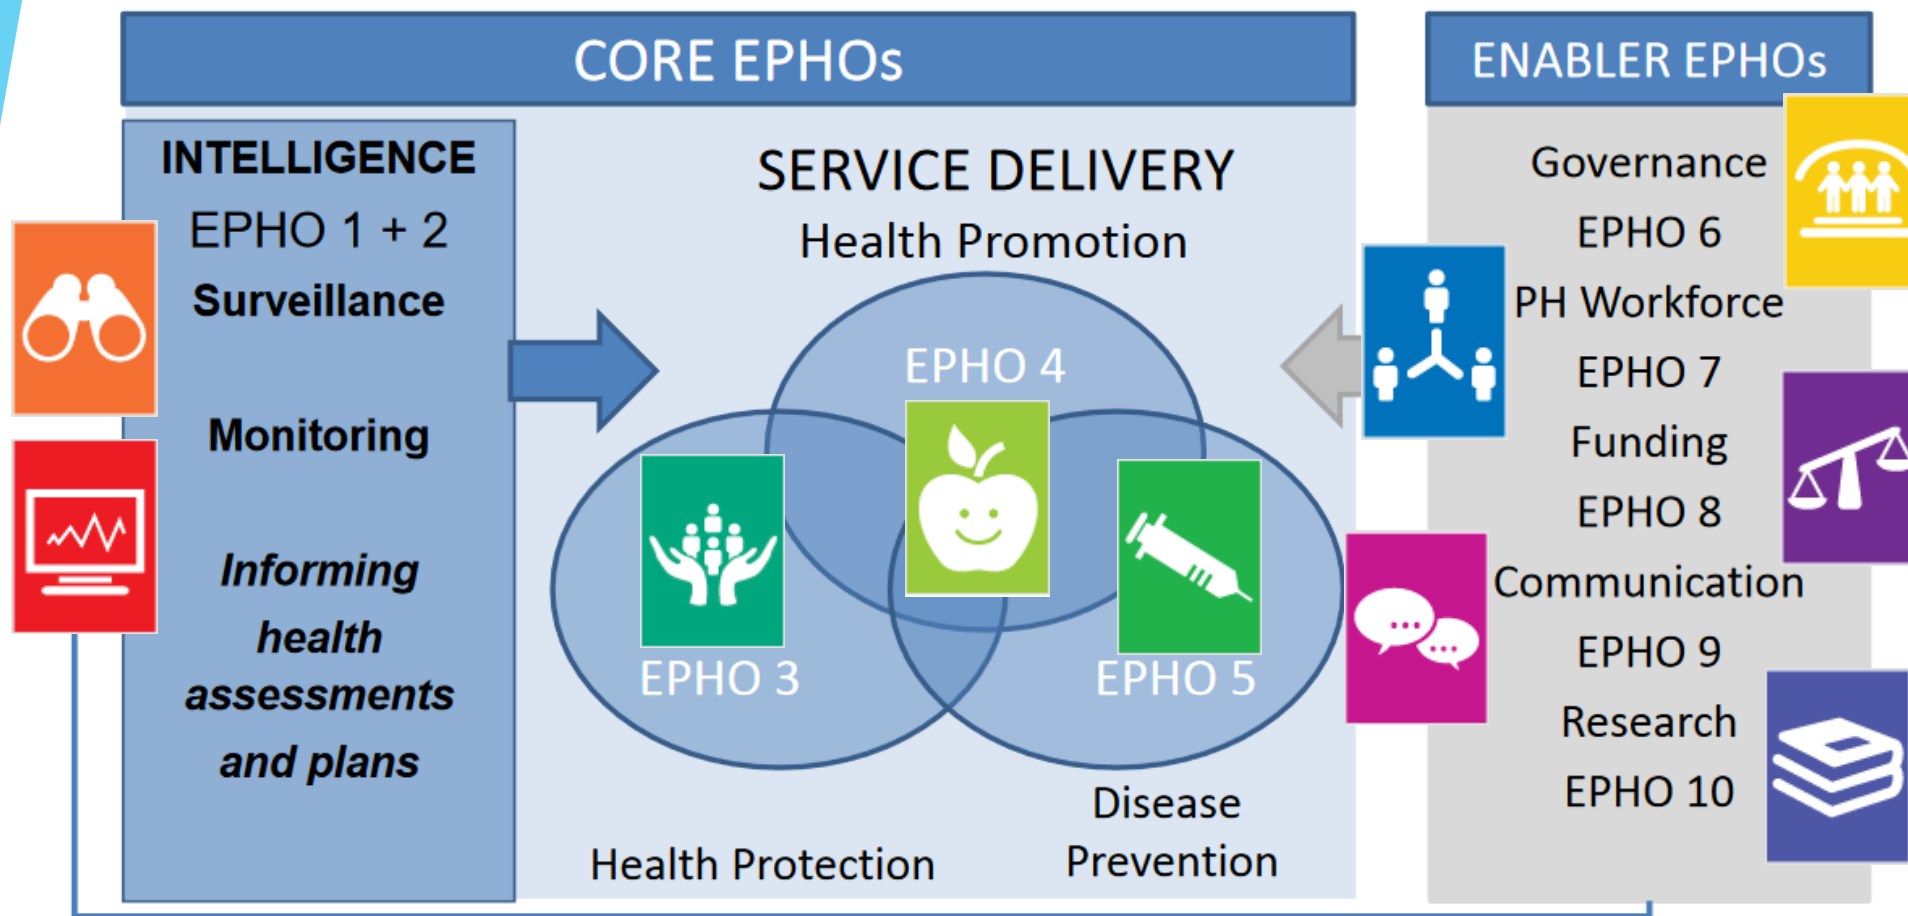 CORE EPHOs
INTELLIGENCE
EPHO 1 + 2
Surveillance
Monitoring
Informing
health
assessments
and plans
SERVICE DELIVERY
Health Promotion
EPHO 4
EPHO 3
EPHO 5
Health Protection
Disease
Prevention
ENABLER EPHOs
Governance
EPHO 6
PH Workforce
EPHO 7
Funding
EPHO 8
Communication
EPHO 9
Research
EPHO 10